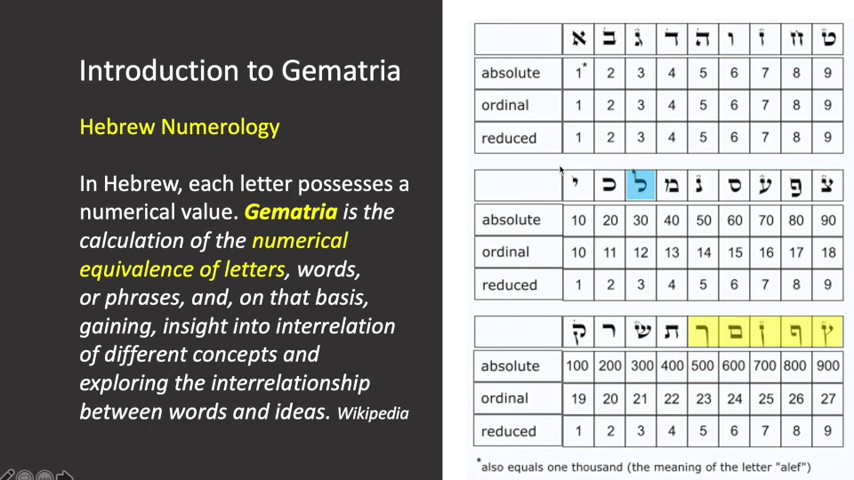 Introduction to Gematria
Hebrew Numerology
In Hebrew, each letter possesses a
numerical value. Gematria is the
calculation of the numerical
equivalence of letters, words,
or phrases, and, on that basis,
gaining, insight into interrelation
of different concepts and
exploring the interrelationship
between words and ideas. Wikipedia
א ב ג ד ה ו ז ח ט
absolute 1* 2 3 4 5 6 7 8 9
ordinal 1 2 3 4 5 6 7 8 9
reduced 1 2 3 4 5 6 7 8 9
י כ ל מ נ ס ע פ צ
absolute 10 20 30 40 50 60 70 80 90
ordinal 10 11 12 13 14 15 16 17 18
reduced 1 2 3 4 5 6 7 8 9
ק ר ש ת ך ם ן ף ץ
absolute 100 200 300 400 500 600 700 800 900
ordinal 19 20 21 22 23 24 25 26 27
reduced 1 2 3 4 5 6 7 8 9
*also equals one thousand (the meaning of the letter "alef")